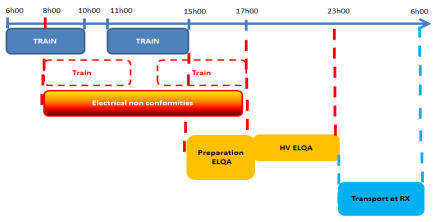 6h00 8h00 10h00 11h00 15h00 17h00 23h00 6h00
TRAIN TRAIN
Train Train
Electrical non conformities
Preparation
ELQA
HV ELQA
Transport et RX